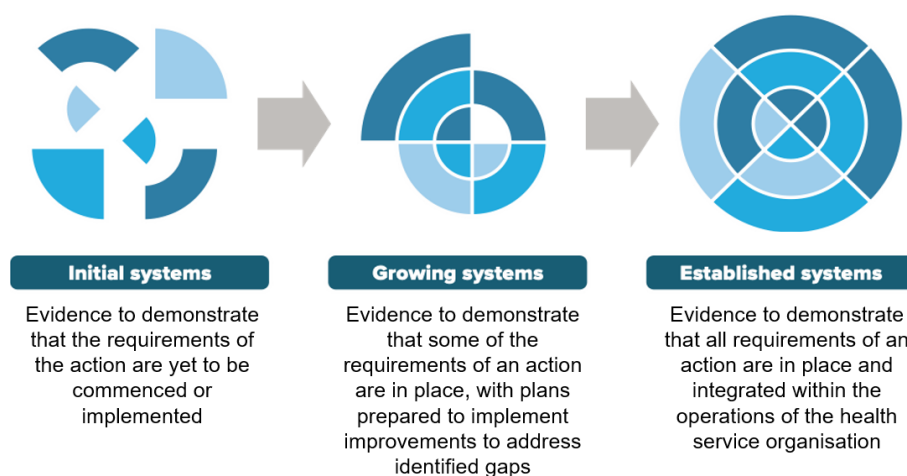 Initial systems
Evidence to demonstrate
that the requirements of
the action are yet to be
commenced or
implemented
Growing systems
Evidence to demonstrate
that some of the
requirements of an action
are in place, with plans
prepared to implement
improvements to address
identified gaps
Established systems
Evidence to demonstrate
that all requirements of an
action are in place and
integrated within the
operations of the health
service organisation